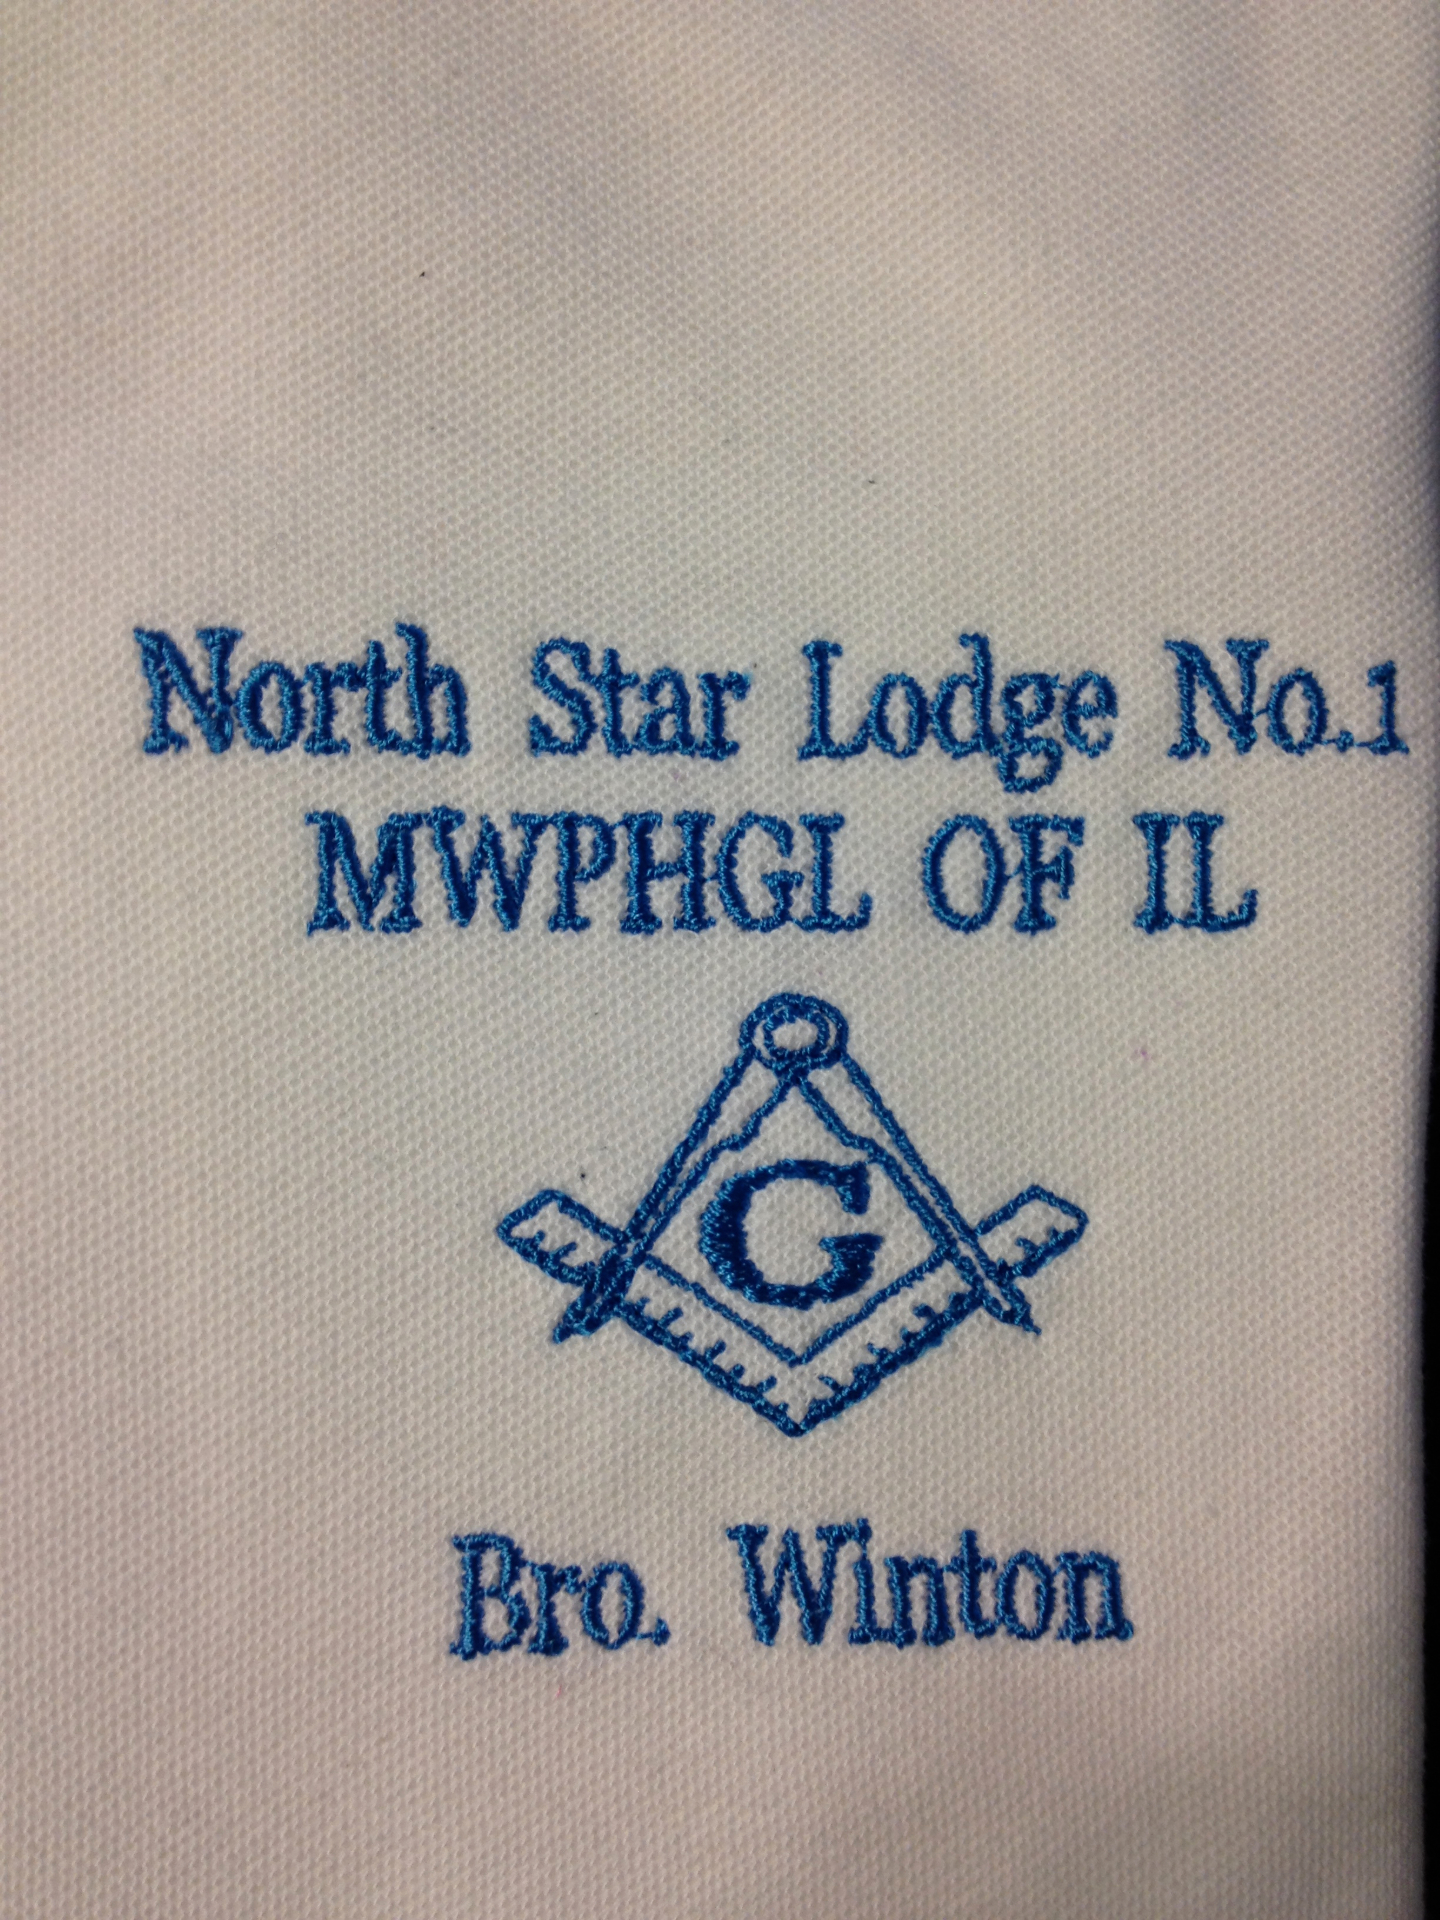 North Star Lodge No.1
MWPHGL OF IL
G
Bro. Winton